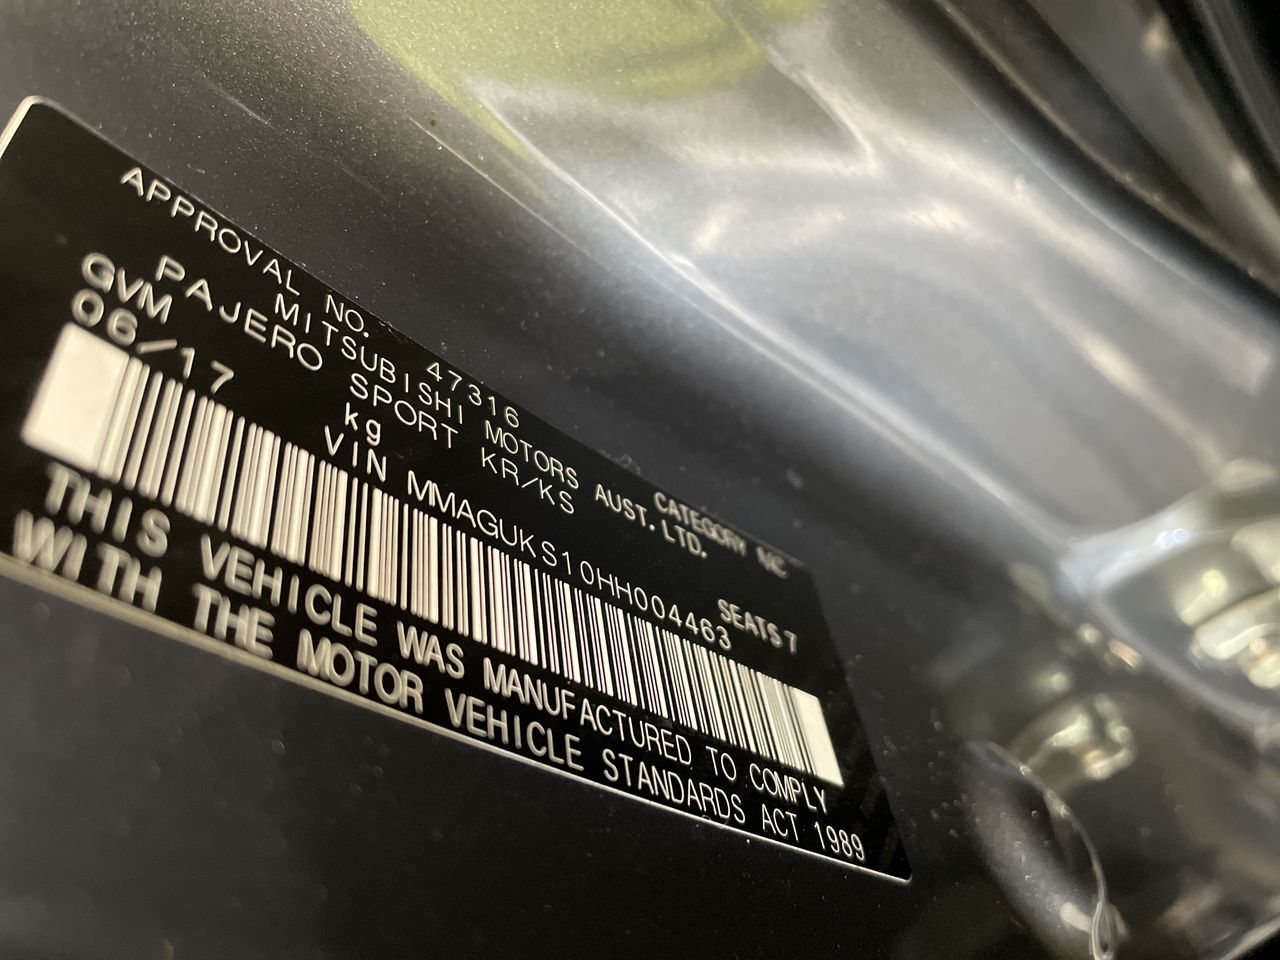 APPROVAL NO. 47316 CATEGORY MC
MITSUBISHI MOTORS AUST. LTD.
PAJERO SPORT KR/KS
GVM kg SEATS 7
06/17 VIN MMAGUKS10HH004463
THIS VEHICLE WAS MANUFACTURED TO COMPLY
WITH THE MOTOR VEHICLE STANDARDS ACT 1989